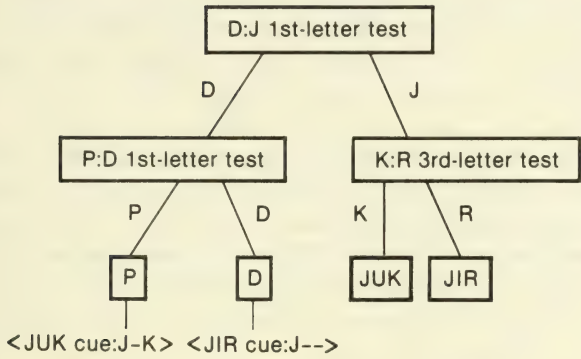 D:J 1st-letter test
D J
P:D 1st-letter test K:R 3rd-letter test
P D K R
P D JUK JIR
<JUK cue:J-K> <JIR cue:J-->